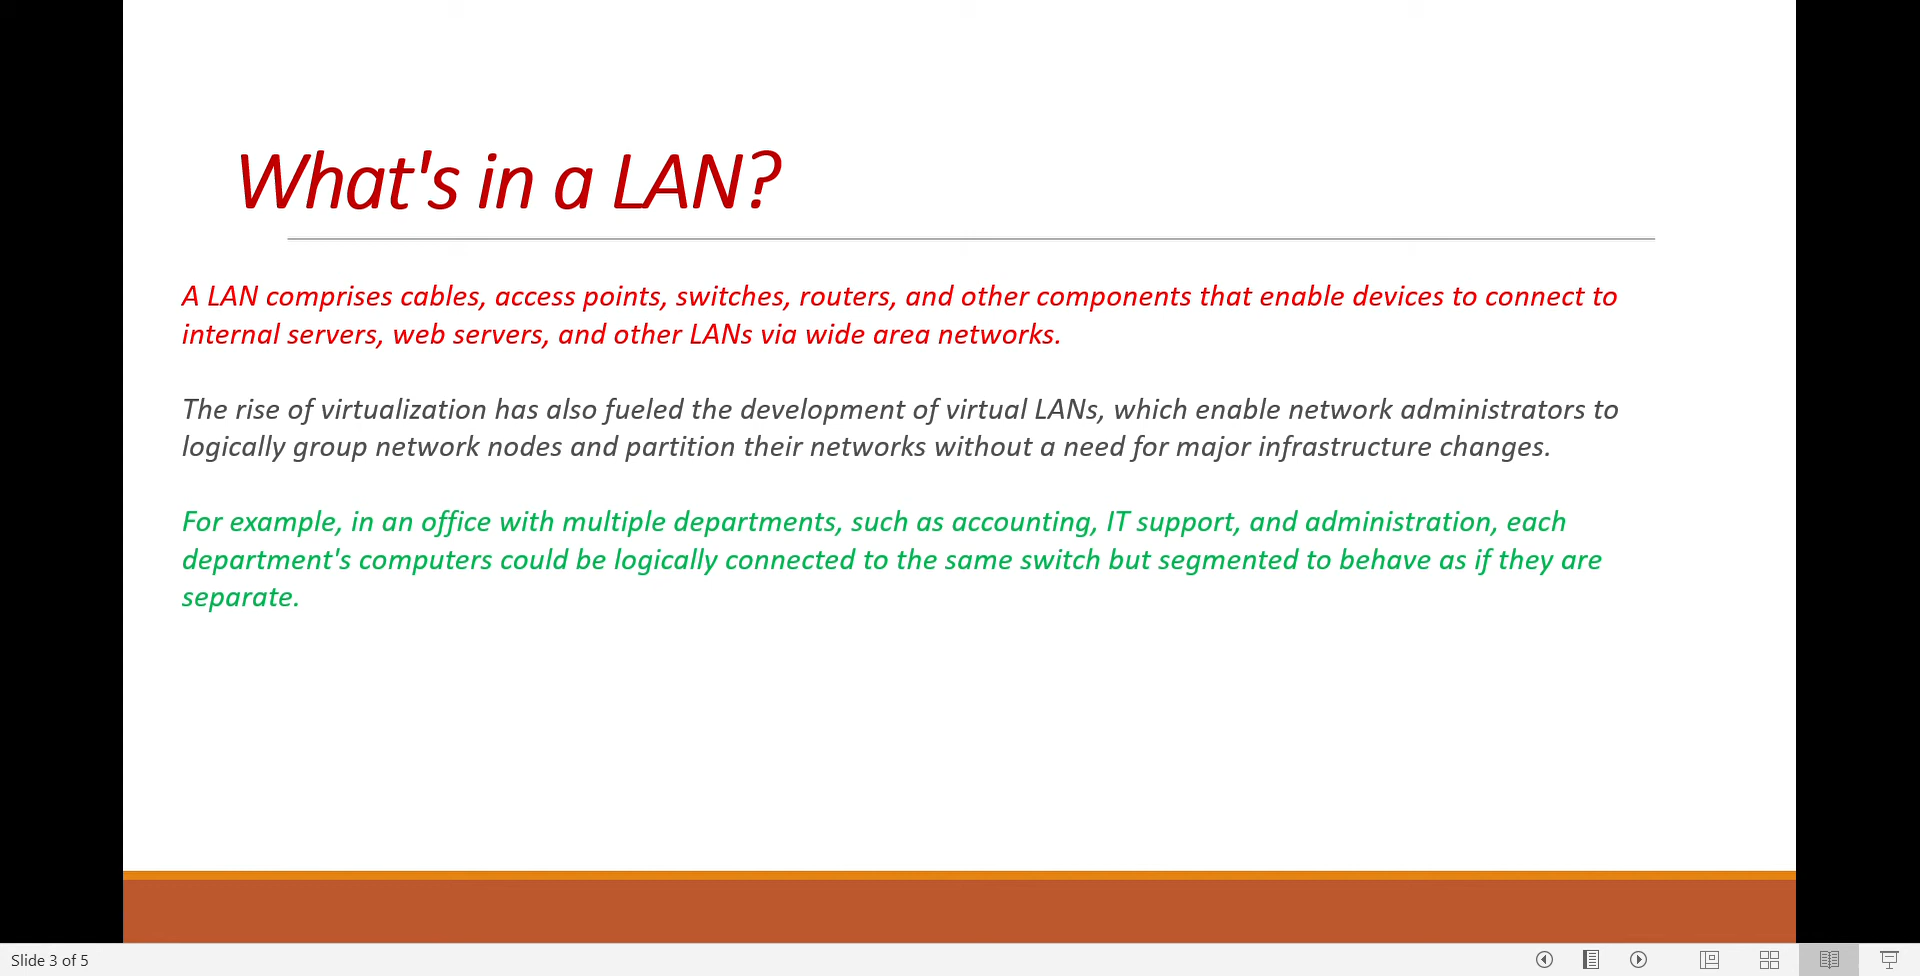 What's in a LAN?
A LAN comprises cables, access points, switches, routers, and other components that enable devices to connect to
internal servers, web servers, and other LANs via wide area networks.
The rise of virtualization has also fueled the development of virtual LANs, which enable network administrators to
logically group network nodes and partition their networks without a need for major infrastructure changes.
For example, in an office with multiple departments, such as accounting, IT support, and administration, each
department's computers could be logically connected to the same switch but segmented to behave as if they are
separate.
Slide 3 of 5